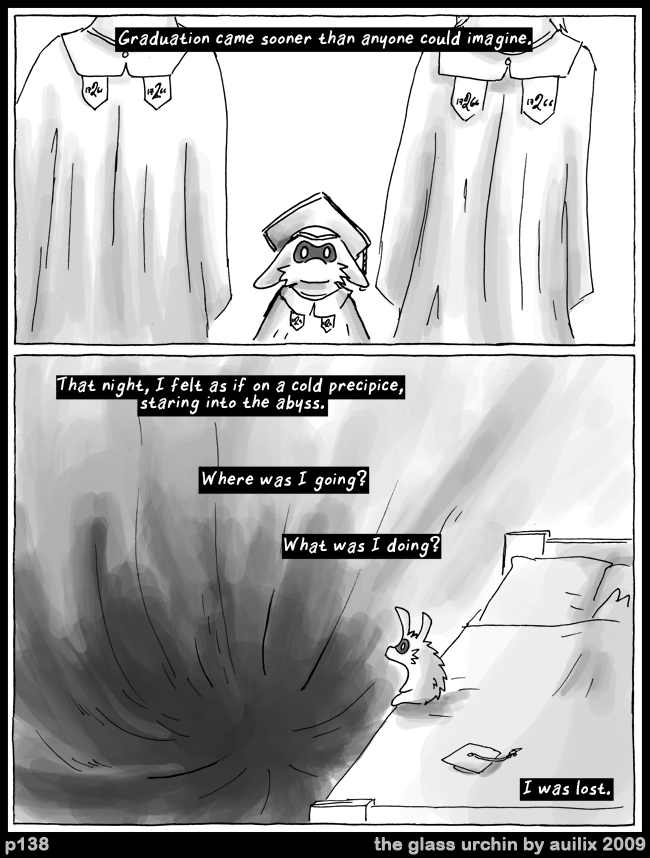 Graduation came sooner than anyone could imagine.
That night, I felt as if on a cold precipice,
staring into the abyss.
Where was I going?
What was I doing?
I was lost.
p138
the glass urchin by auilix 2009